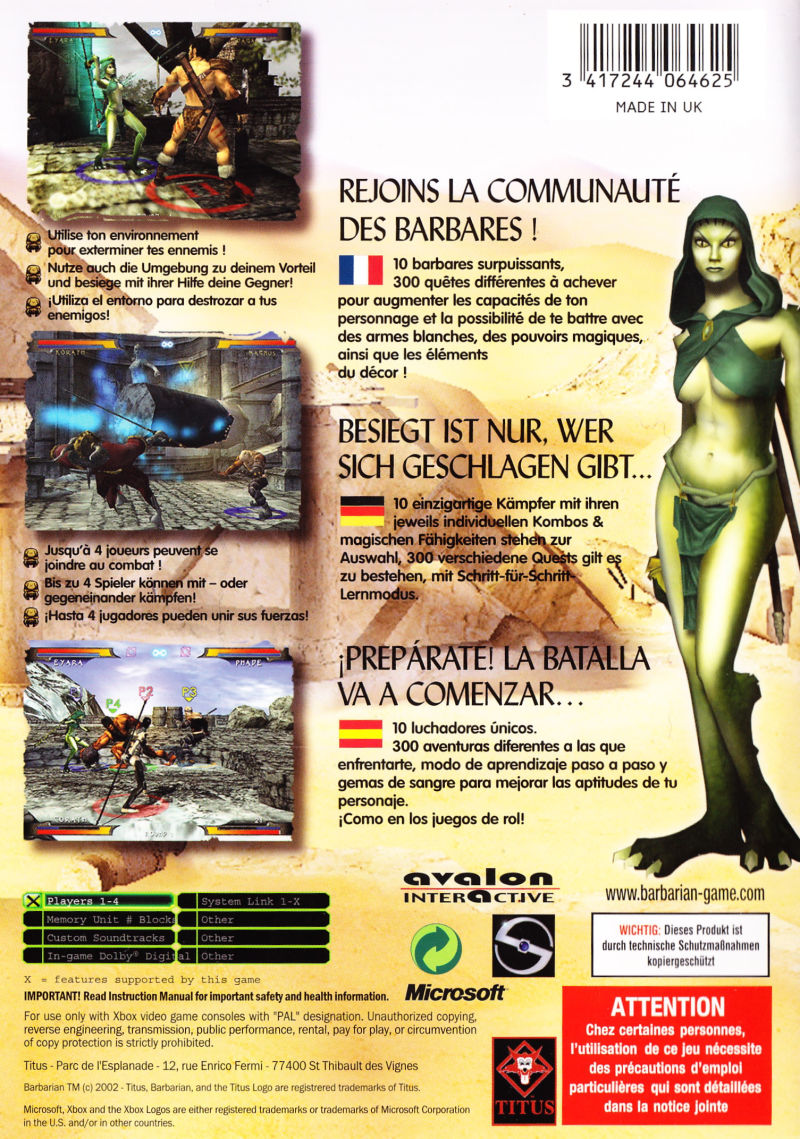 3 417244 064625
MADE IN UK
EYARA
Utilise ton environnement
pour exterminer tes ennemis !
Nutze auch die Umgebung zu deinem Vorteil
und besiege mit ihrer Hilfe deine Gegner!
¡Utiliza el entorno para destrozar a tus
enemigos!
KORATH
MAGNUS
Jusqu'à 4 joueurs peuvent se
joindre au combat !
Bis zu 4 Spieler können mit – oder
gegeneinander kämpfen!
¡Hasta 4 jugadores pueden unir sus fuerzas!
EYARA
PHADE
P4
P2
P3
KORATH
REJOINS LA COMMUNAUTÉ
DES BARBARES !
10 barbares surpuissants,
300 quêtes différentes à achever
pour augmenter les capacités de ton
personnage et la possibilité de te battre avec
des armes blanches, des pouvoirs magiques,
ainsi que les éléments
du décor !
BESIEGT IST NUR, WER
SICH GESCHLAGEN GIBT...
10 einzigartige Kämpfer mit ihren
jeweils individuellen Kombos &
magischen Fähigkeiten stehen zur
Auswahl, 300 verschiedene Quests gilt es
zu bestehen, mit Schritt-für-Schritt-
Lernmodus.
¡PREPÁRATE! LA BATALLA
VA A COMENZAR...
10 luchadores únicos.
300 aventuras diferentes a las que
enfrentarte, modo de aprendizaje paso a paso y
gemas de sangre para mejorar las aptitudes de tu
personaje.
¡Como en los juegos de rol!
X Players 1-4
System Link 1-X
Memory Unit # Blocks
Other
Custom Soundtracks
Other
In-game Dolby® Digital
Other
X = features supported by this game
IMPORTANT! Read Instruction Manual for important safety and health information.
For use only with Xbox video game consoles with "PAL" designation. Unauthorized copying,
reverse engineering, transmission, public performance, rental, pay for play, or circumvention
of copy protection is strictly prohibited.
Titus - Parc de l'Esplanade - 12, rue Enrico Fermi - 77400 St Thibault des Vignes
Barbarian TM (c) 2002 - Titus, Barbarian, and the Titus Logo are registrered trademarks of Titus.
Microsoft, Xbox and the Xbox Logos are either registered trademarks or trademarks of Microsoft Corporation
in the U.S. and/or in other countries.
avalon
INTERACTIVE
Microsoft
TITUS
www.barbarian-game.com
WICHTIG: Dieses Produkt ist
durch technische Schutzmaßnahmen
kopiergeschützt
ATTENTION
Chez certaines personnes,
l'utilisation de ce jeu nécessite
des précautions d'emploi
particulières qui sont détaillées
dans la notice jointe